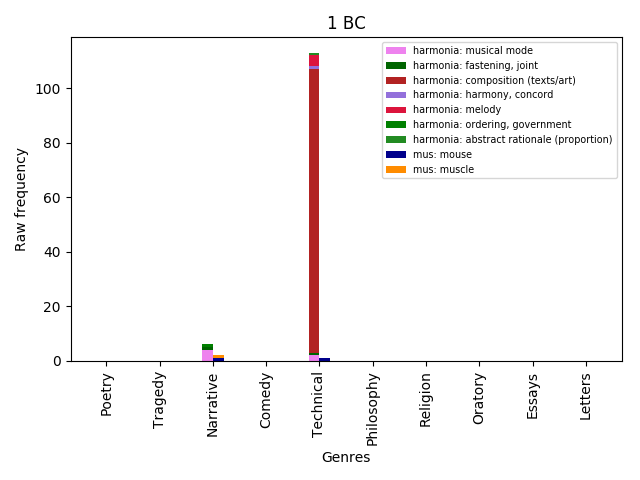 1 BC
harmonia: musical mode
harmonia: fastening, joint
harmonia: composition (texts/art)
harmonia: harmony, concord
harmonia: melody
harmonia: ordering, government
harmonia: abstract rationale (proportion)
mus: mouse
mus: muscle
Raw frequency
100
80
60
40
20
0
Poetry
Tragedy
Narrative
Comedy
Technical
Philosophy
Religion
Oratory
Essays
Letters
Genres